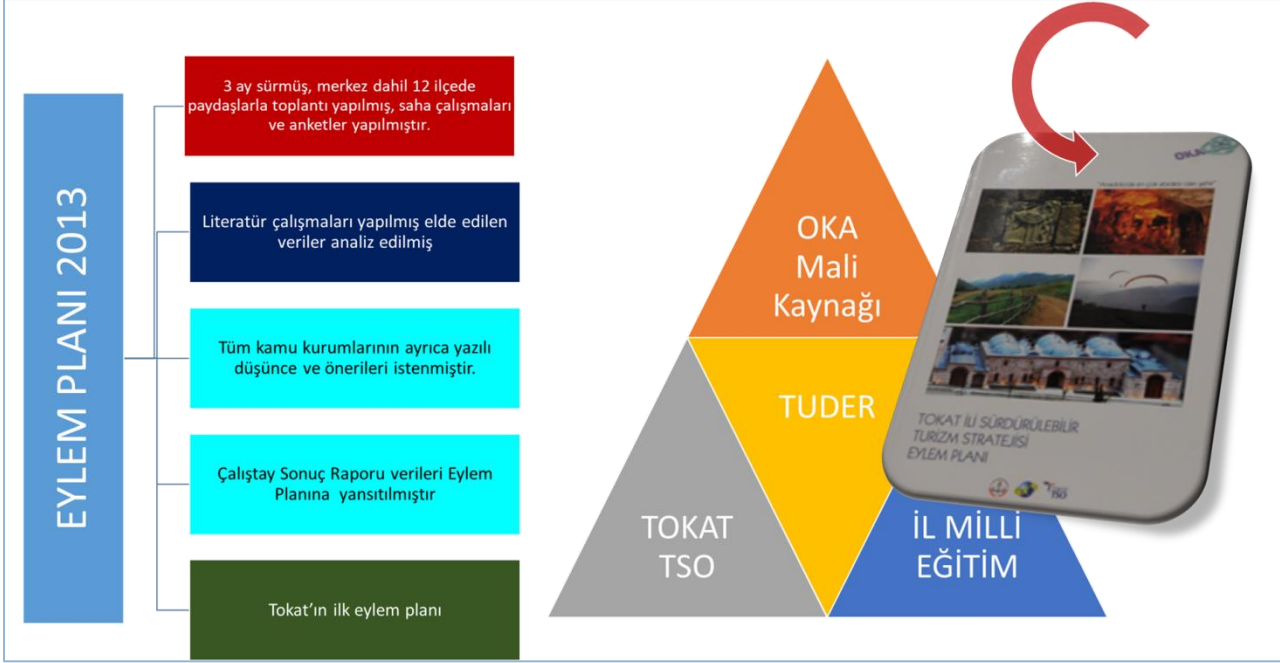 EYLEM PLANI 2013
3 ay sürmüş, merkez dahil 12 ilçede
paydaşlarla toplantı yapılmış, saha çalışmaları
ve anketler yapılmıştır.
Literatür çalışmaları yapılmış elde edilen
veriler analiz edilmiş
Tüm kamu kurumlarının ayrıca yazılı
düşünce ve önerileri istenmiştir.
Çalıştay Sonuç Raporu verileri Eylem
Planına yansıtılmıştır
Tokat'ın ilk eylem planı
OKA
Mali
Kaynağı
TUDER
TOKAT
TSO
İL MİLLİ
EĞİTİM
OKA
TOKAT İLİ SÜRDÜRÜLEBİLİR
TURİZM STRATEJİSİ
EYLEM PLANI